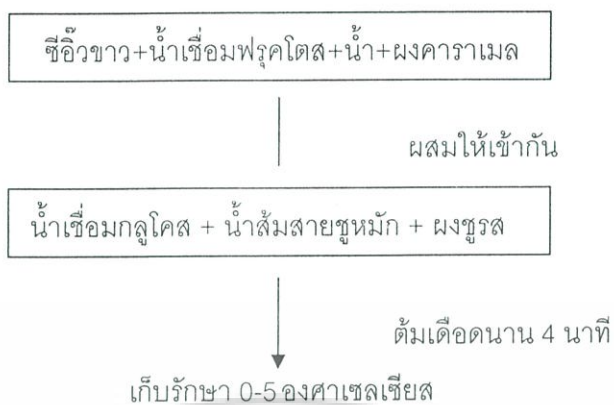 ซีอิ๊วขาว+น้ำเชื่อมฟรุคโตส+น้ำ+ผงคาราเมล
ผสมให้เข้ากัน
น้ำเชื่อมกลูโคส + น้ำส้มสายชูหมัก + ผงชูรส
ต้มเดือดนาน 4 นาที
เก็บรักษา 0-5 องศาเซลเซียส